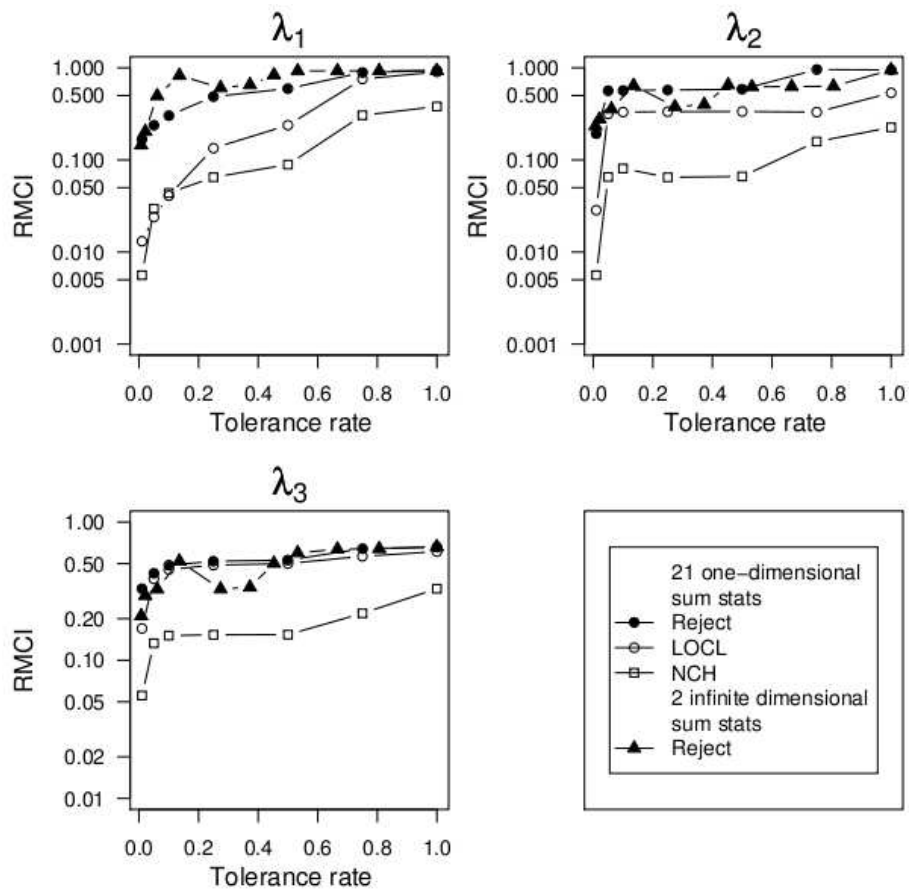 λ1
RMCI
1.000
0.500
0.100
0.050
0.010
0.005
0.001
0.0 0.2 0.4 0.6 0.8 1.0
Tolerance rate
λ2
RMCI
1.000
0.500
0.100
0.050
0.010
0.005
0.001
0.0 0.2 0.4 0.6 0.8 1.0
Tolerance rate
λ3
RMCI
1.00
0.50
0.20
0.10
0.05
0.02
0.01
0.0 0.2 0.4 0.6 0.8 1.0
Tolerance rate
21 one−dimensional
sum stats
Reject
LOCL
NCH
2 infinite dimensional
sum stats
Reject